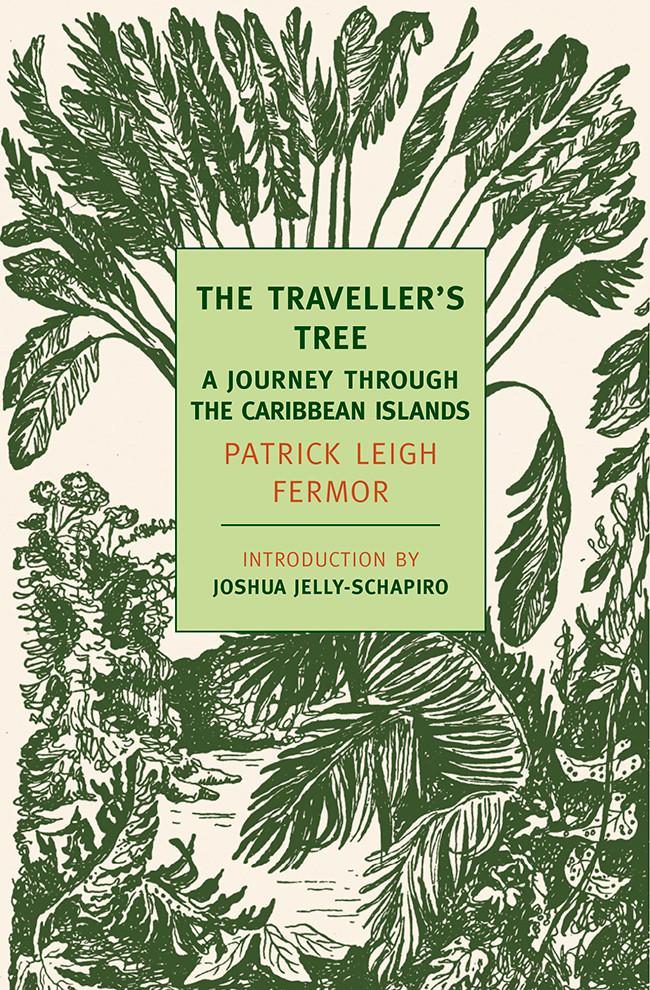 THE TRAVELLER'S
TREE
A JOURNEY THROUGH
THE CARIBBEAN ISLANDS
PATRICK LEIGH
FERMOR
INTRODUCTION BY
JOSHUA JELLY-SCHAPIRO